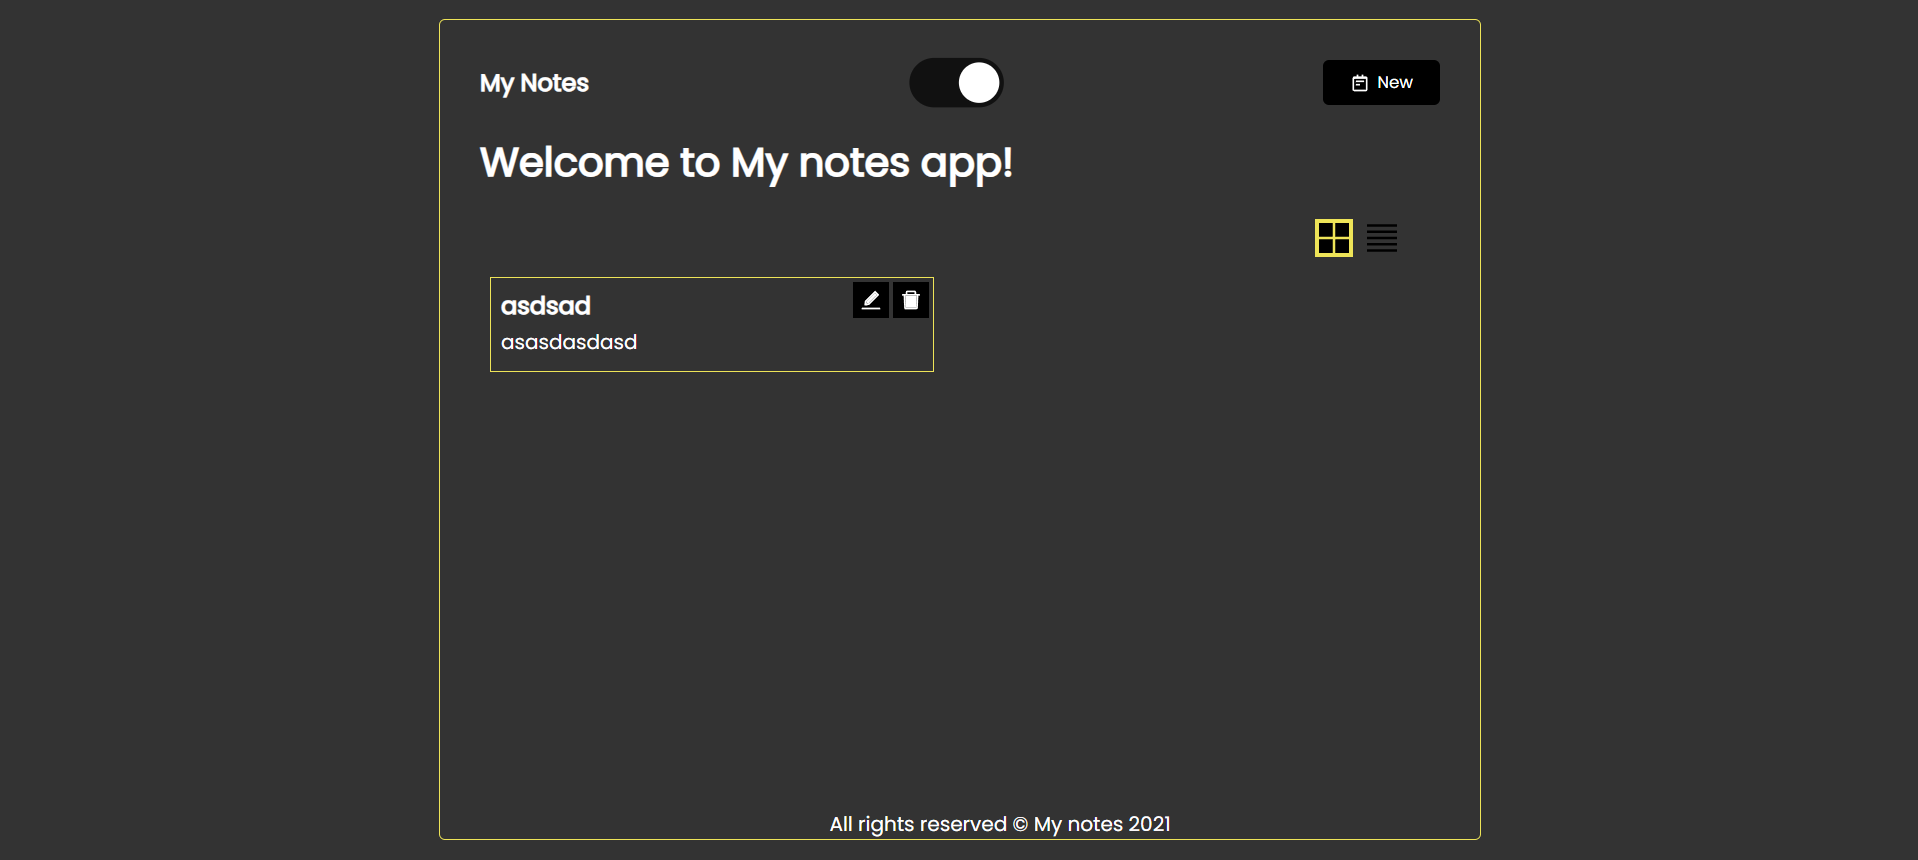 My Notes
New
Welcome to My notes app!
asdsad
asasdasdasd
All rights reserved © My notes 2021